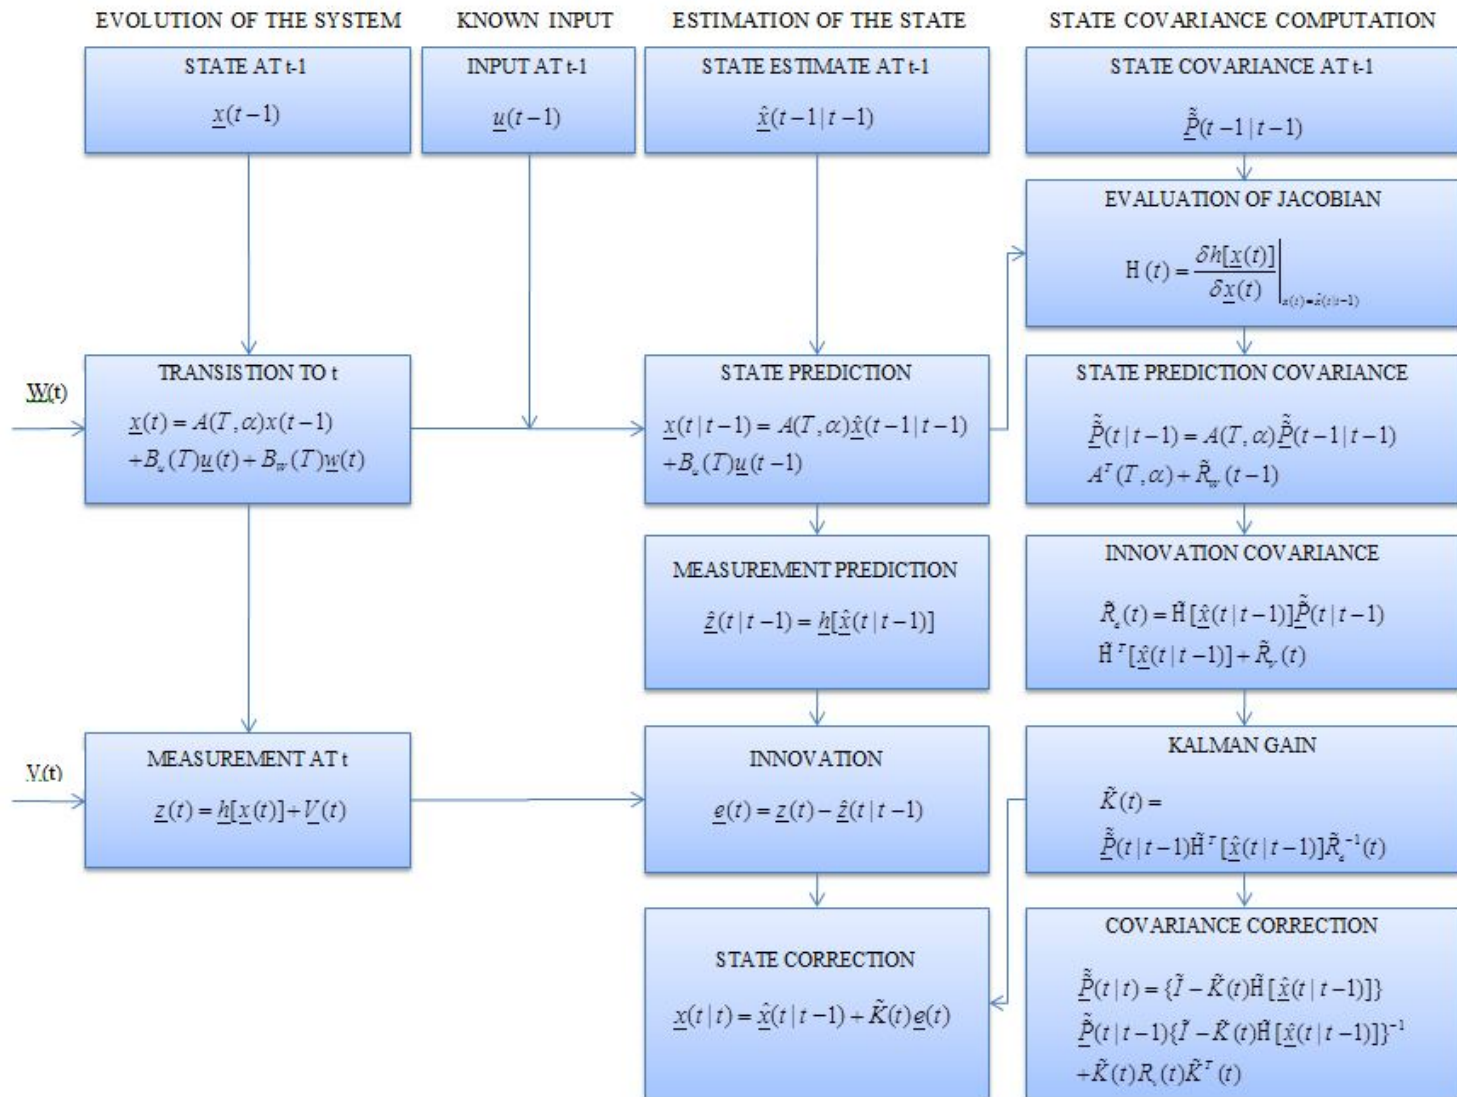 EVOLUTION OF THE SYSTEM
KNOWN INPUT
ESTIMATION OF THE STATE
STATE COVARIANCE COMPUTATION
STATE AT t-1
x(t−1)
INPUT AT t-1
u(t−1)
STATE ESTIMATE AT t-1
x̂(t−1|t−1)
STATE COVARIANCE AT t-1
P̃(t−1|t−1)
EVALUATION OF JACOBIAN
H(t) = δh[x(t)] / δx(t) |x(t)=x̂(t|t−1)
W(t)
TRANSISTION TO t
x(t) = A(T,α)x(t−1)
+B_u(T)u(t)+B_w(T)w(t)
STATE PREDICTION
x(t|t−1) = A(T,α)x̂(t−1|t−1)
+B_u(T)u(t−1)
STATE PREDICTION COVARIANCE
P̃(t|t−1) = A(T,α)P̃(t−1|t−1)
A^T(T,α)+R̃_w(t−1)
MEASUREMENT PREDICTION
ẑ(t|t−1) = h[x̂(t|t−1)]
INNOVATION COVARIANCE
R̃_e(t) = H̃[x̂(t|t−1)]P̃(t|t−1)
H̃^T[x̂(t|t−1)]+R̃_V(t)
V(t)
MEASUREMENT AT t
z(t) = h[x(t)]+V(t)
INNOVATION
e(t) = z(t)−ẑ(t|t−1)
KALMAN GAIN
K̃(t) =
P̃(t|t−1)H̃^T[x̂(t|t−1)]R̃_e^−1(t)
STATE CORRECTION
x(t|t) = x̂(t|t−1)+K̃(t)e(t)
COVARIANCE CORRECTION
P̃(t|t) = {Ĩ−K̃(t)H̃[x̂(t|t−1)]}
P̃(t|t−1){Ĩ−K̃(t)H̃[x̂(t|t−1)]}^−1
+K̃(t)R_v(t)K̃^T(t)